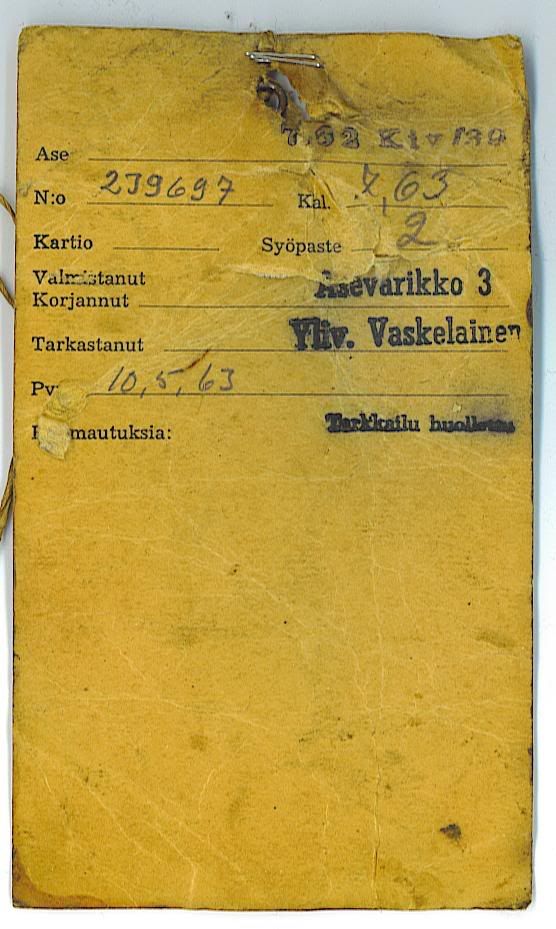 Ase 7.62 Kiv/39
N:o 239697 Kal. 7,63
Kartio Syöpaste 2
Valmistanut
Korjannut Asevarikko 3
Tarkastanut Yliv. Vaskelainen
Pv. 10,5,63
mautuksia: Tarkkailu